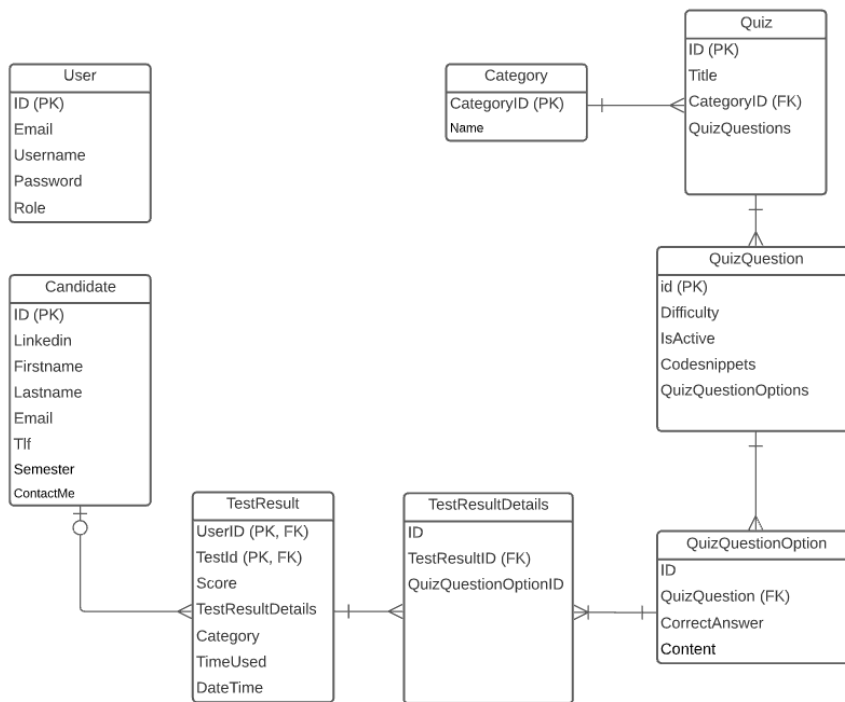 User
ID (PK)
Email
Username
Password
Role
Category
CategoryID (PK)
Name
Quiz
ID (PK)
Title
CategoryID (FK)
QuizQuestions
Candidate
ID (PK)
Linkedin
Firstname
Lastname
Email
Tlf
Semester
ContactMe
QuizQuestion
id (PK)
Difficulty
IsActive
Codesnippets
QuizQuestionOptions
TestResult
UserID (PK, FK)
TestId (PK, FK)
Score
TestResultDetails
Category
TimeUsed
DateTime
TestResultDetails
ID
TestResultID (FK)
QuizQuestionOptionID
QuizQuestionOption
ID
QuizQuestion (FK)
CorrectAnswer
Content